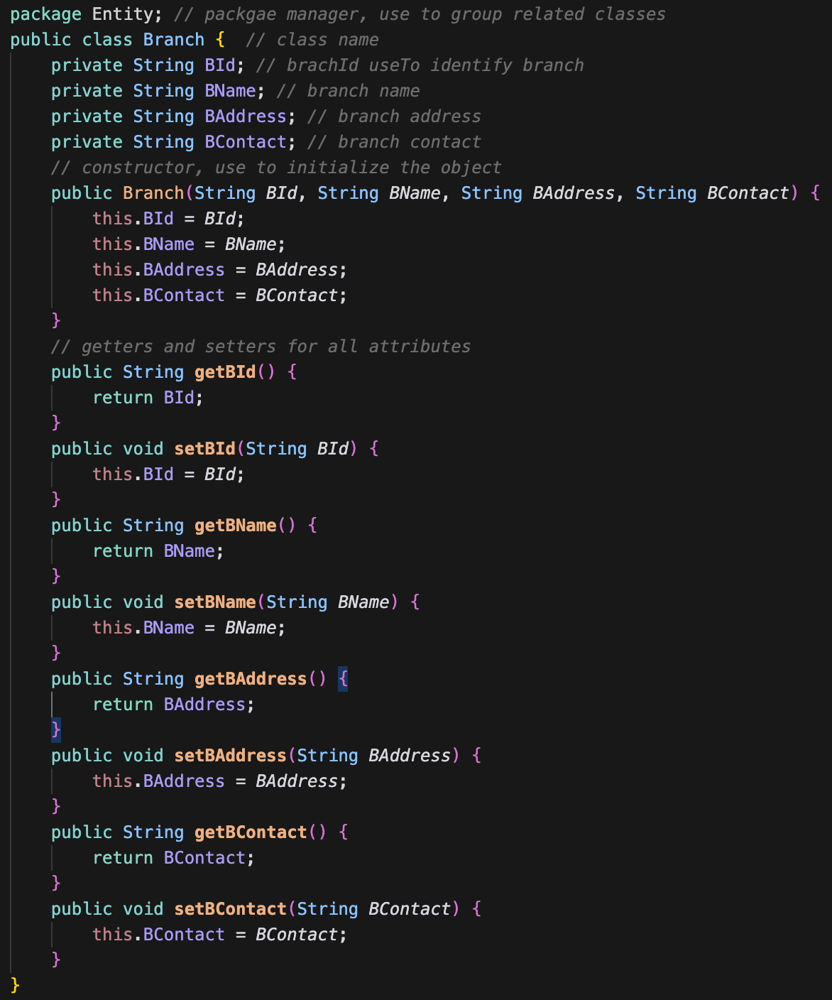 package Entity; // packgae manager, use to group related classes
public class Branch {  // class name
    private String BId; // brachId useTo identify branch
    private String BName; // branch name
    private String BAddress; // branch address
    private String BContact; // branch contact
    // constructor, use to initialize the object
    public Branch(String BId, String BName, String BAddress, String BContact) {
        this.BId = BId;
        this.BName = BName;
        this.BAddress = BAddress;
        this.BContact = BContact;
    }
    // getters and setters for all attributes
    public String getBId() {
        return BId;
    }
    public void setBId(String BId) {
        this.BId = BId;
    }
    public String getBName() {
        return BName;
    }
    public void setBName(String BName) {
        this.BName = BName;
    }
    public String getBAddress() {
        return BAddress;
    }
    public void setBAddress(String BAddress) {
        this.BAddress = BAddress;
    }
    public String getBContact() {
        return BContact;
    }
    public void setBContact(String BContact) {
        this.BContact = BContact;
    }
}